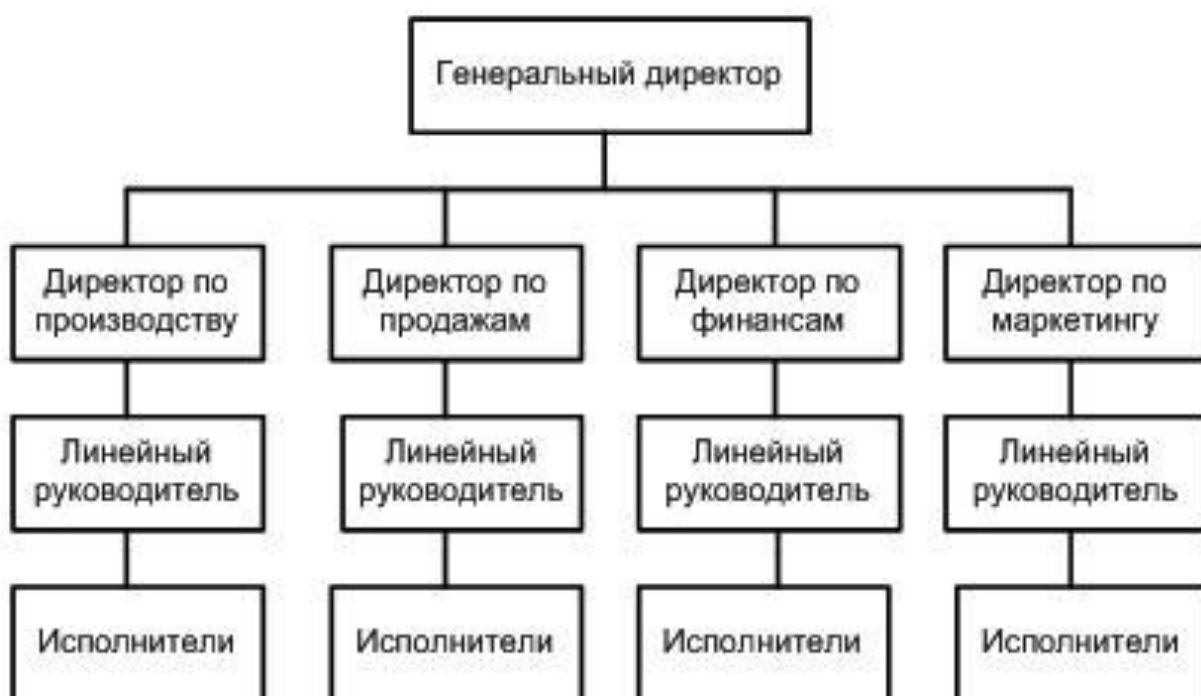 Генеральный директор
Директор по
производству
Директор по
продажам
Директор по
финансам
Директор по
маркетингу
Линейный
руководитель
Линейный
руководитель
Линейный
руководитель
Линейный
руководитель
Исполнители
Исполнители
Исполнители
Исполнители